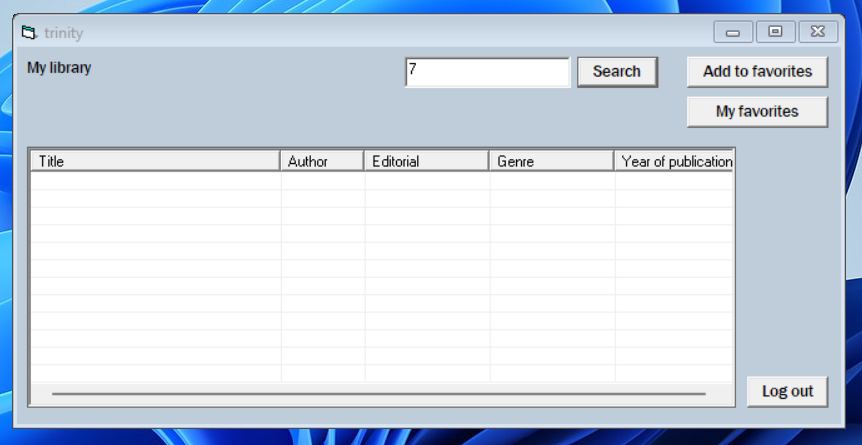 trinity
My library
7
Search
Add to favorites
My favorites
Title Author Editorial Genre Year of publication
Log out